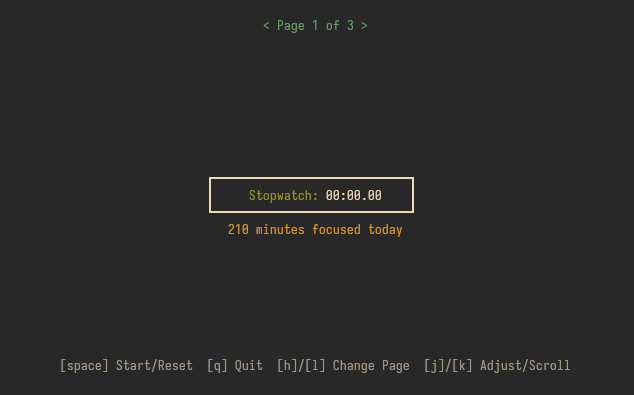 < Page 1 of 3 >
Stopwatch: 00:00.00
210 minutes focused today
[space] Start/Reset  [q] Quit  [h]/[l] Change Page  [j]/[k] Adjust/Scroll